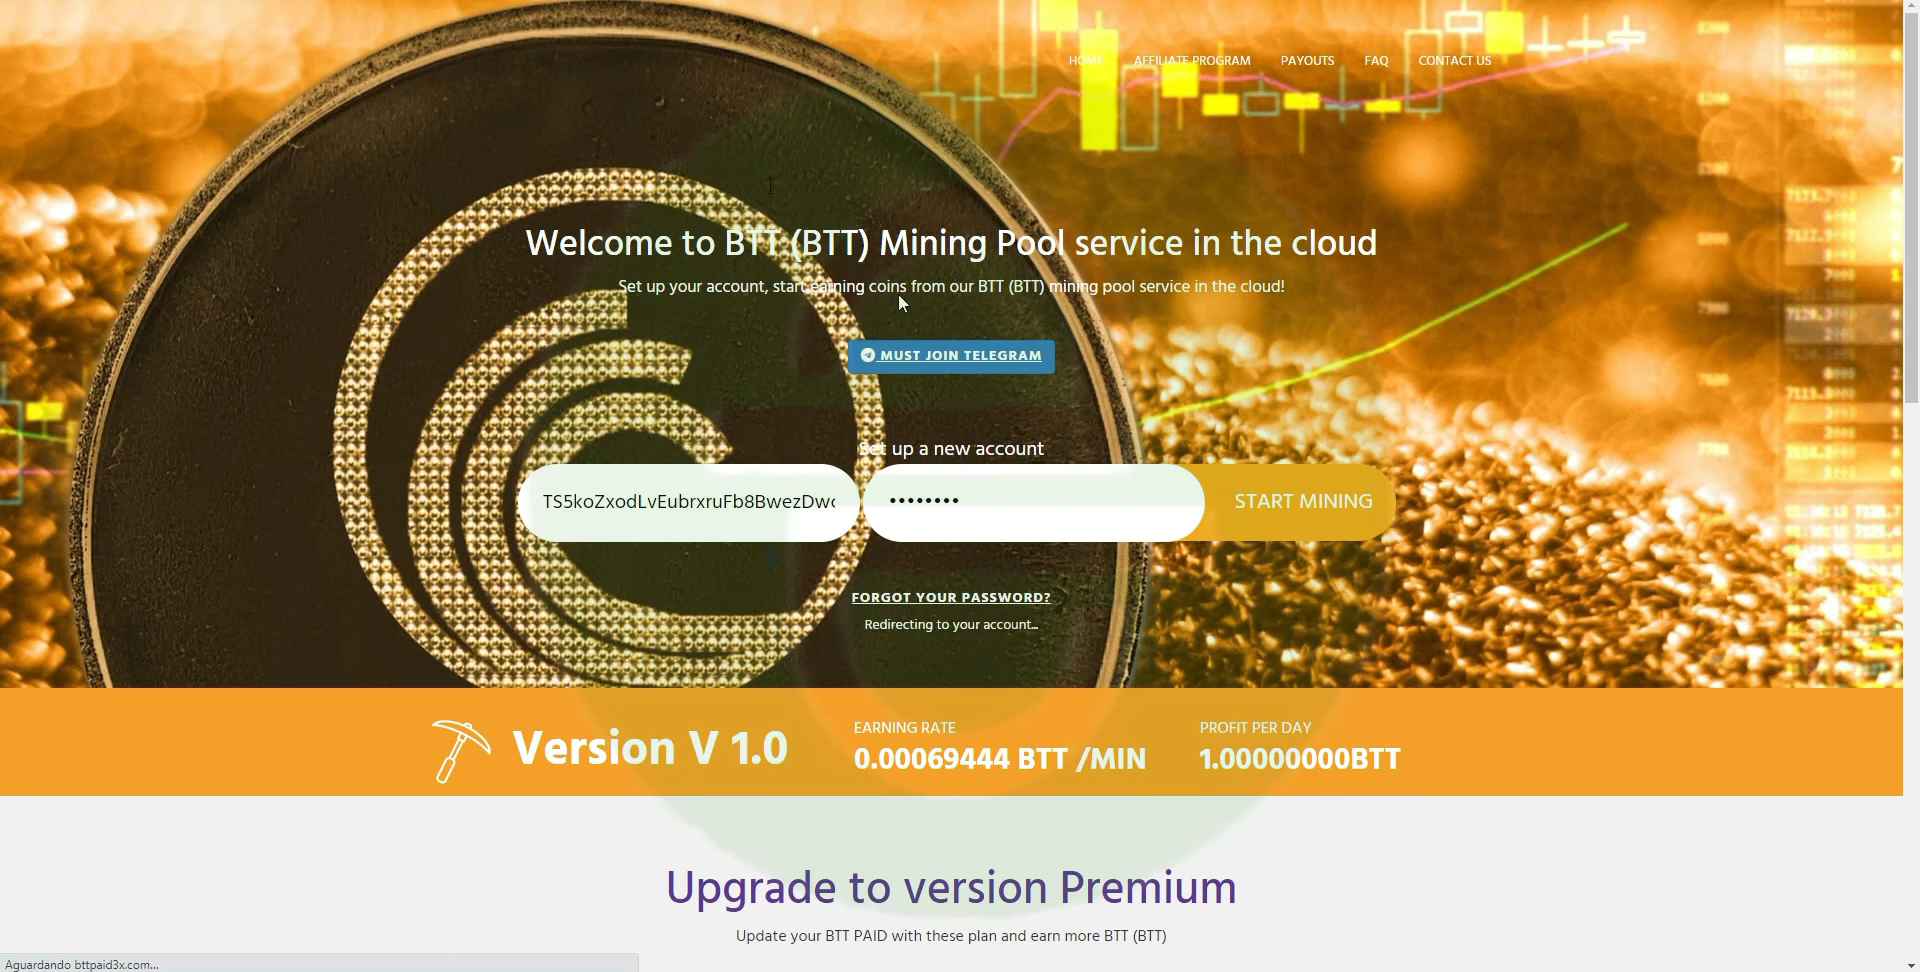 HOME AFFILIATE PROGRAM PAYOUTS FAQ CONTACT US
Welcome to BTT (BTT) Mining Pool service in the cloud
Set up your account, start earning coins from our BTT (BTT) mining pool service in the cloud!
MUST JOIN TELEGRAM
Set up a new account
TS5koZxodLvEubrxruFb8BwezDw
••••••••
START MINING
FORGOT YOUR PASSWORD?
Redirecting to your account...
Version V 1.0
EARNING RATE
0.00069444 BTT /MIN
PROFIT PER DAY
1.00000000BTT
Upgrade to version Premium
Update your BTT PAID with these plan and earn more BTT (BTT)
Aguardando bttpaid3x.com...